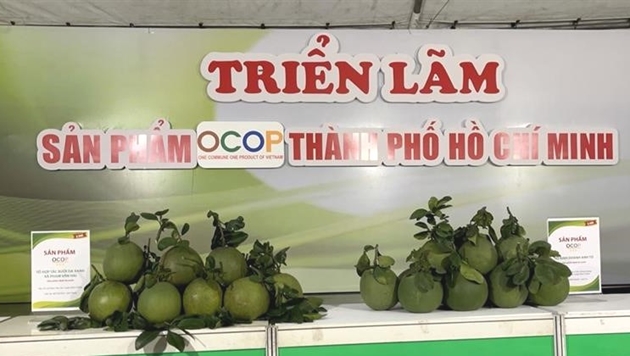 TRIỂN LÃM
SẢN PHẨM OCOP THÀNH PHỐ HỒ CHÍ MINH
ONE COMMUNE ONE PRODUCT OF VIETNAM
SẢN PHẨM
OCOP
SẢN PHẨM
OCOP